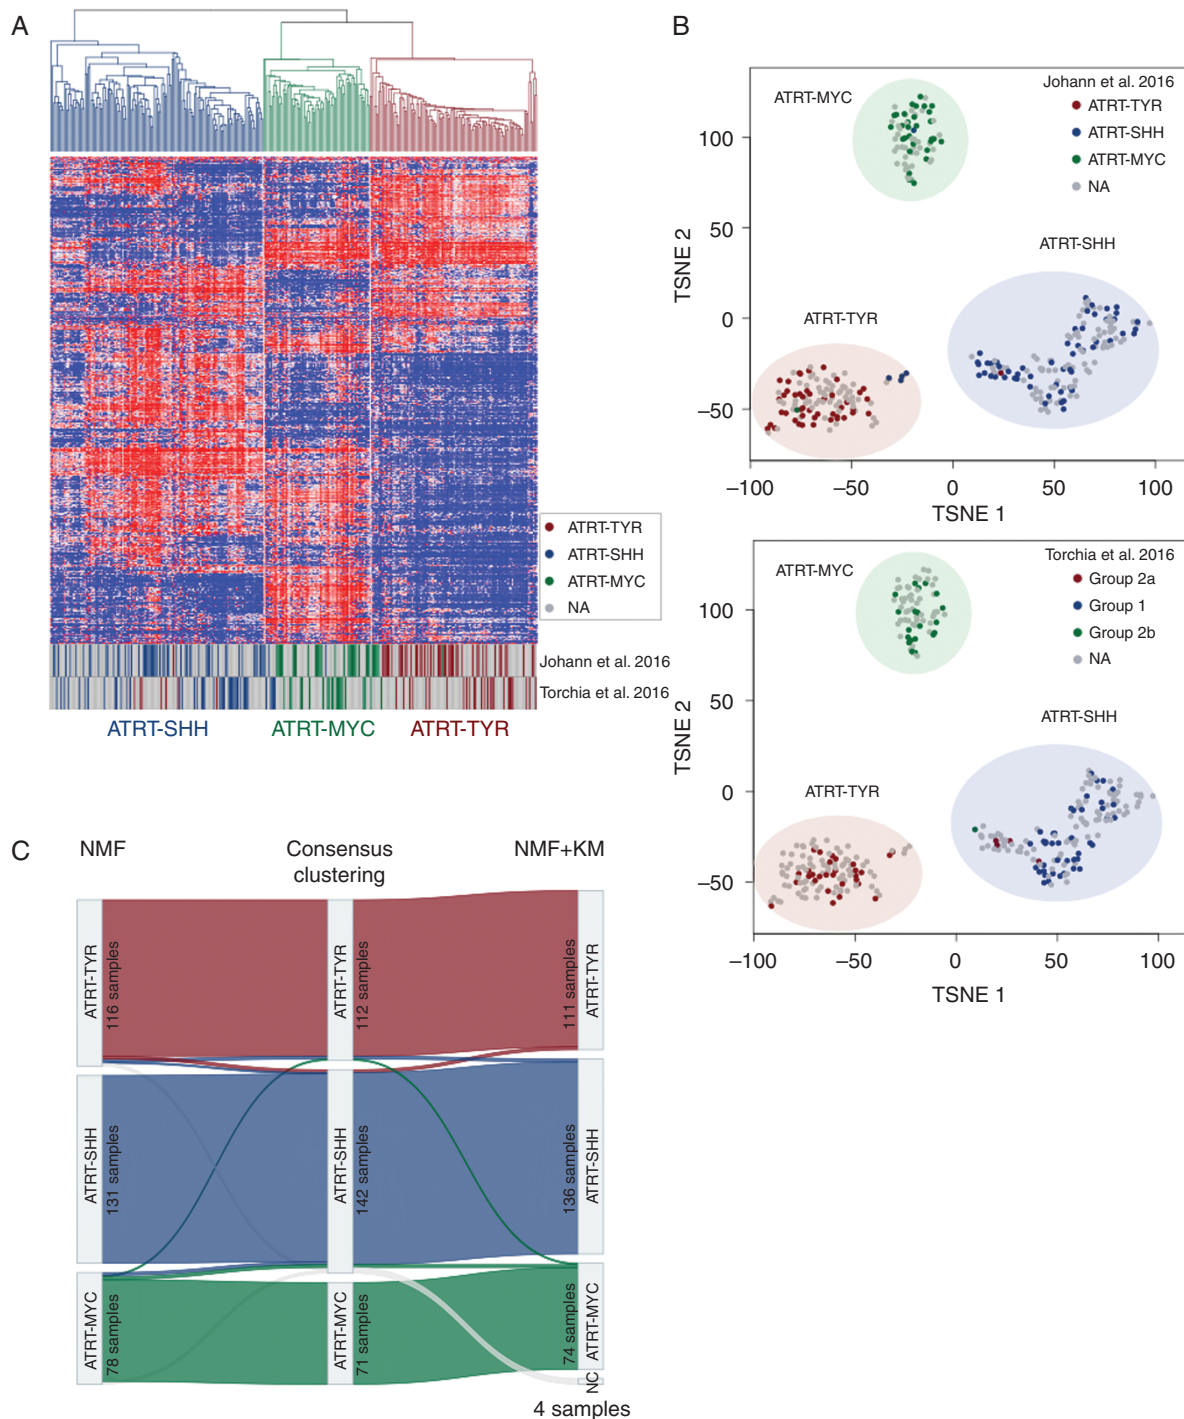 A
ATRT-TYR
ATRT-SHH
ATRT-MYC
NA
Johann et al. 2016
Torchia et al. 2016
ATRT-SHH
ATRT-MYC
ATRT-TYR
B
Johann et al. 2016
ATRT-TYR
ATRT-SHH
ATRT-MYC
NA
ATRT-MYC
ATRT-SHH
ATRT-TYR
TSNE 2
100
50
0
−50
−100
−50
0
50
100
TSNE 1
Torchia et al. 2016
Group 2a
Group 1
Group 2b
NA
ATRT-MYC
ATRT-SHH
ATRT-TYR
TSNE 2
100
50
0
−50
−100
−50
0
50
100
TSNE 1
C
NMF
Consensus
clustering
NMF+KM
ATRT-TYR
116 samples
ATRT-TYR
112 samples
111 samples
ATRT-TYR
ATRT-SHH
131 samples
ATRT-SHH
142 samples
136 samples
ATRT-SHH
ATRT-MYC
78 samples
ATRT-MYC
71 samples
74 samples
ATRT-MYC
NC
4 samples